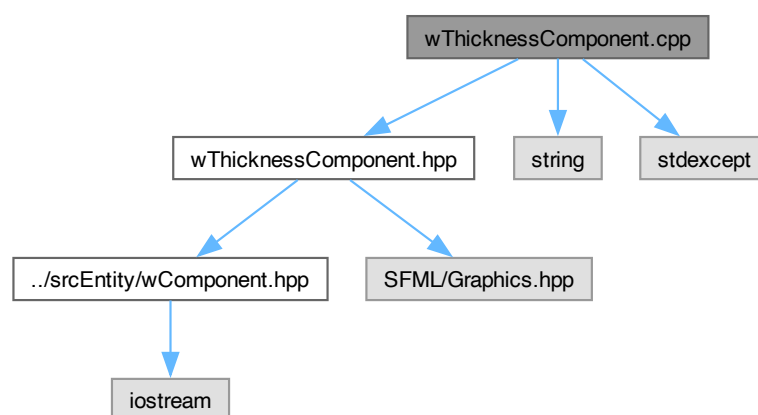 wThicknessComponent.cpp
wThicknessComponent.hpp
string
stdexcept
../srcEntity/wComponent.hpp
SFML/Graphics.hpp
iostream